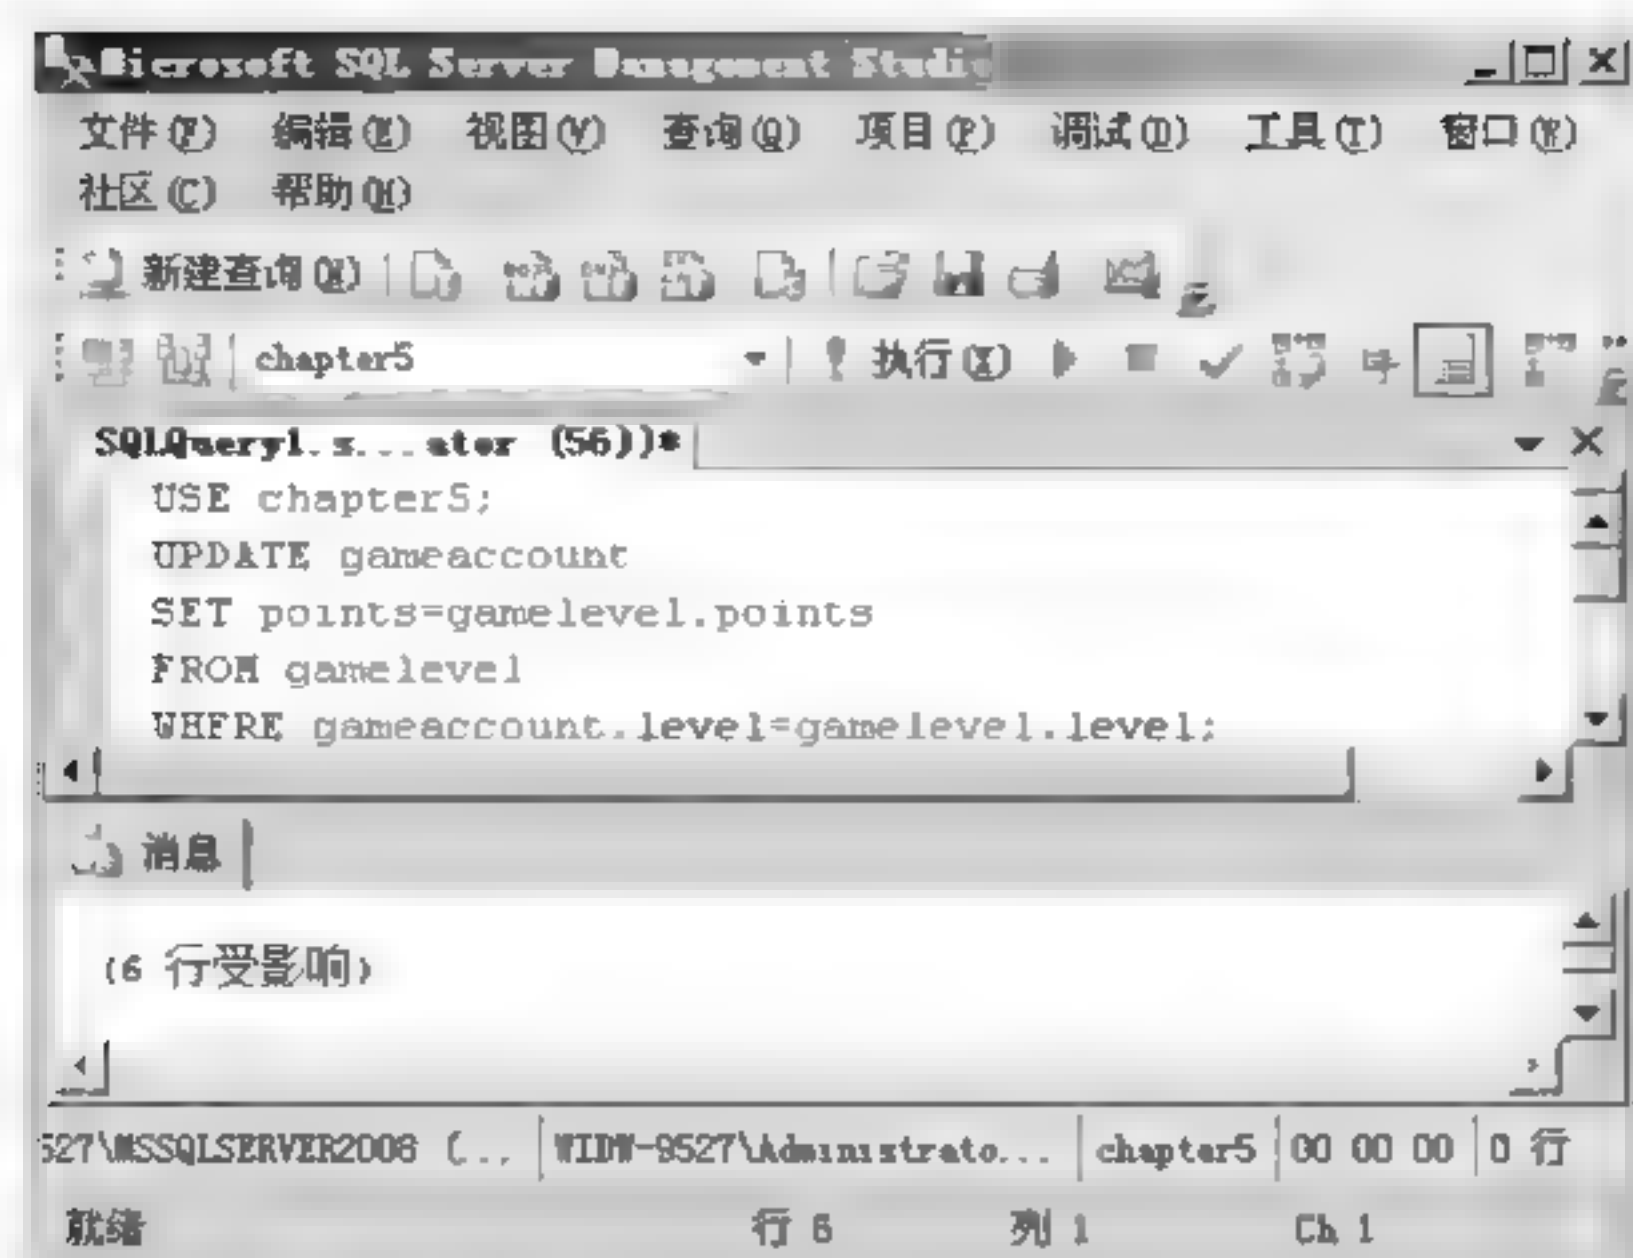 Microsoft SQL Server Management Studio
文件(F) 编辑(E) 视图(V) 查询(Q) 项目(P) 调试(D) 工具(T) 窗口(W)
社区(C) 帮助(H)
新建查询(N)
chapter5 执行(X)
SQLQuery1.s...ator (56))*
USE chapter5;
UPDATE gameaccount
SET points=gamelevel.points
FROM gamelevel
WHERE gameaccount.level=gamelevel.level;
消息
(6 行受影响)
527\MSSQLSERVER2008 (.. WIDW-9527\Administrato... chapter5 00 00 00 0 行
就绪 行 6 列 1 Ch 1